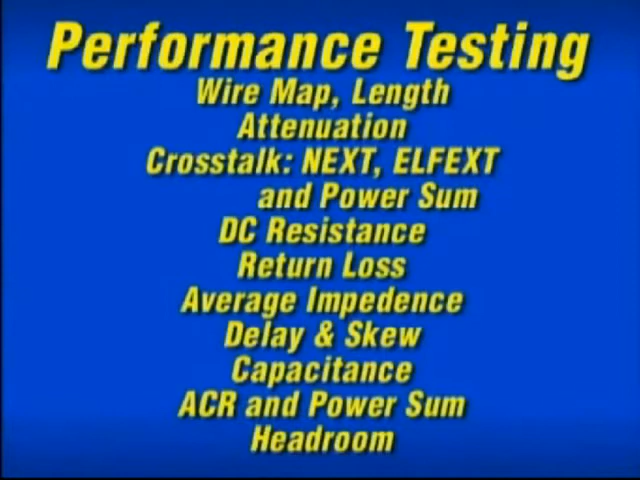 Performance Testing
Wire Map, Length
Attenuation
Crosstalk: NEXT, ELFEXT
and Power Sum
DC Resistance
Return Loss
Average Impedence
Delay & Skew
Capacitance
ACR and Power Sum
Headroom